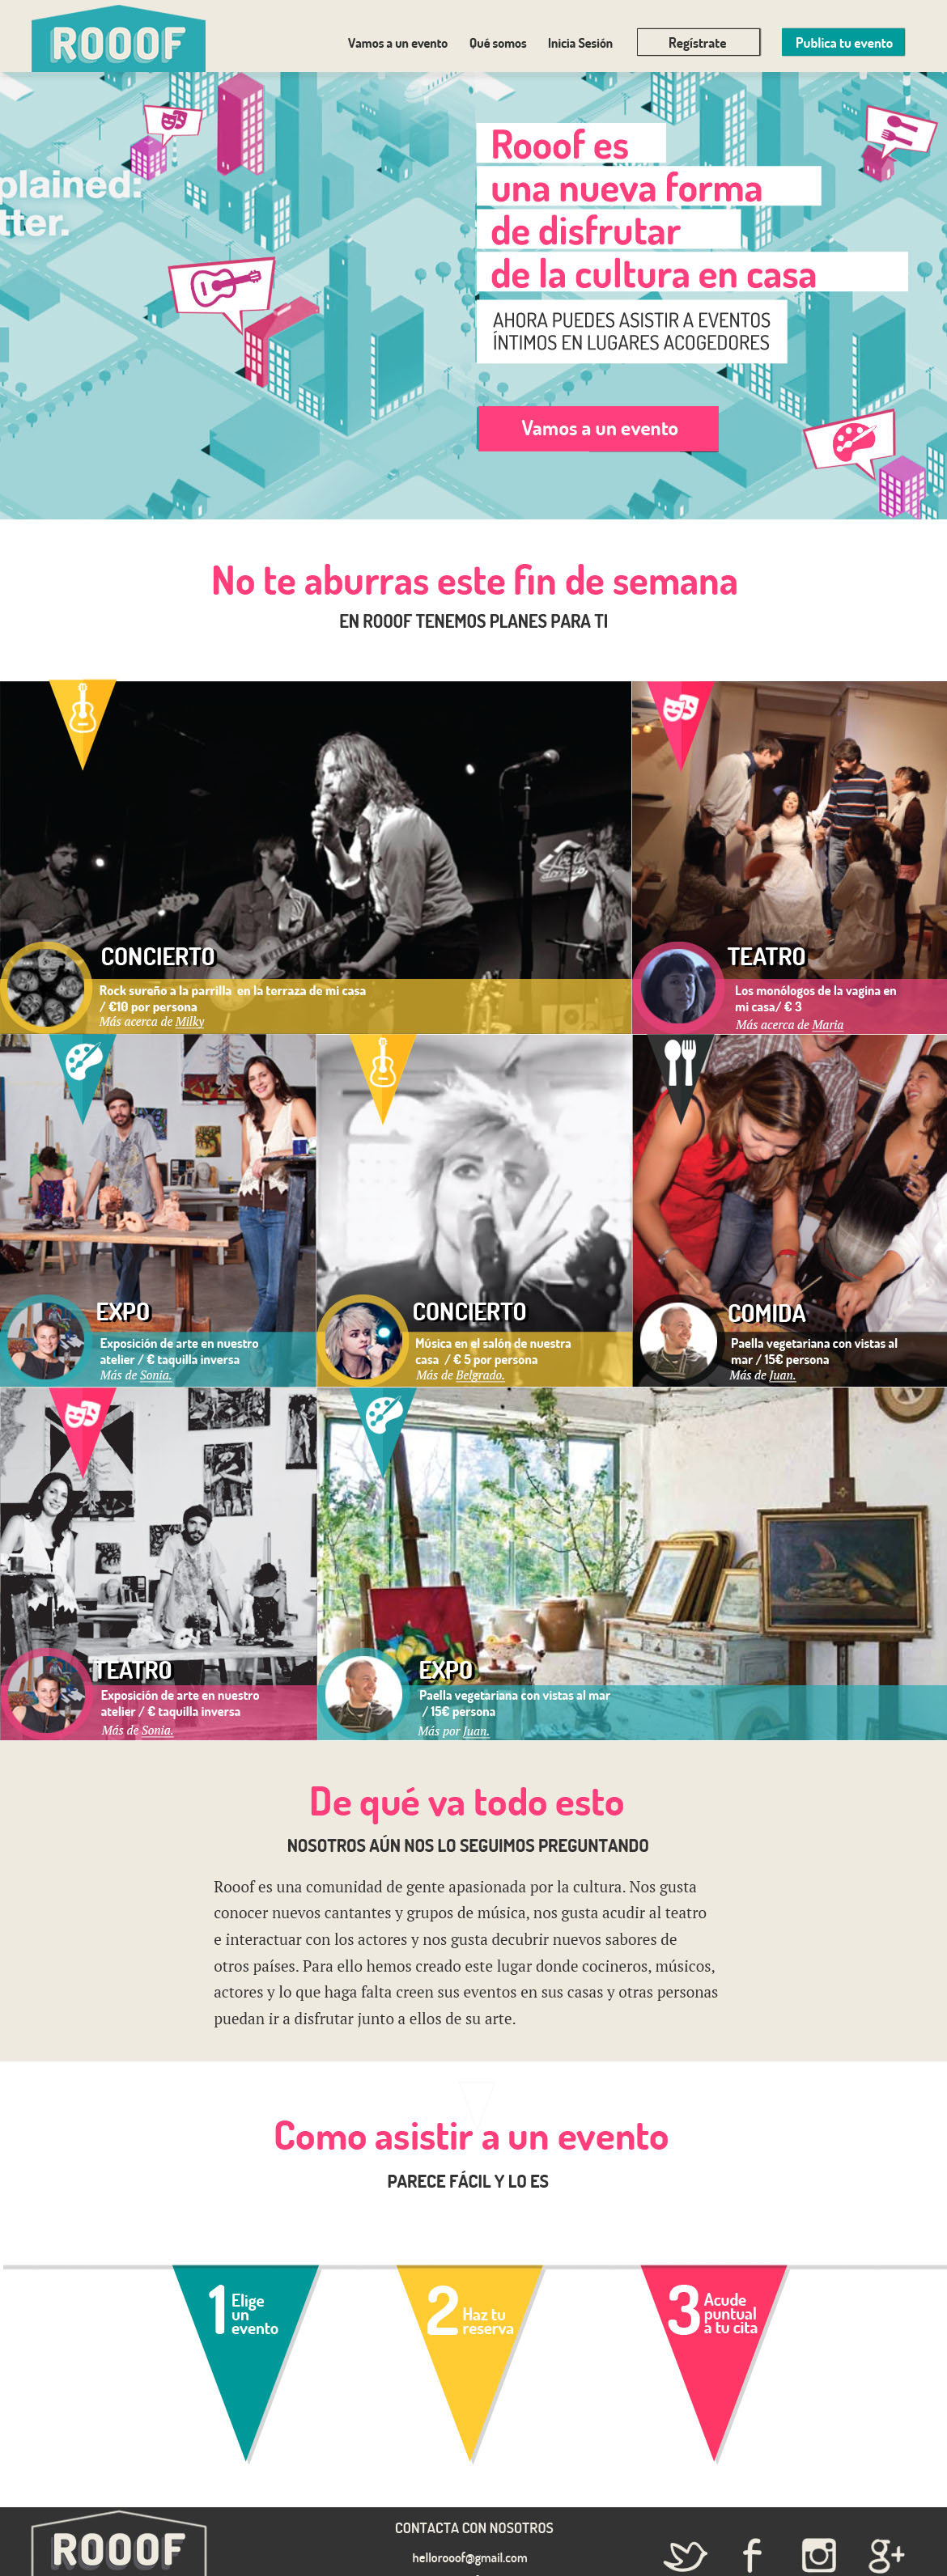 ROOOF
Vamos a un evento
Qué somos
Inicia Sesión
Regístrate
Publica tu evento
plained:
tter.
Rooof es
una nueva forma
de disfrutar
de la cultura en casa
AHORA PUEDES ASISTIR A EVENTOS
ÍNTIMOS EN LUGARES ACOGEDORES
Vamos a un evento
No te aburras este fin de semana
EN ROOOF TENEMOS PLANES PARA TI
CONCIERTO
Rock sureño a la parrilla en la terraza de mi casa
/ €10 por persona
Más acerca de Milky
TEATRO
Los monólogos de la vagina en
mi casa/ € 3
Más acerca de Maria
EXPO
Exposición de arte en nuestro
atelier / € taquilla inversa
Más de Sonia.
CONCIERTO
Música en el salón de nuestra
casa / € 5 por persona
Más de Belgrado.
COMIDA
Paella vegetariana con vistas al
mar / 15€ persona
Más de Juan.
TEATRO
Exposición de arte en nuestro
atelier / € taquilla inversa
Más de Sonia.
EXPO
Paella vegetariana con vistas al mar
/ 15€ persona
Más por Juan.
De qué va todo esto
NOSOTROS AÚN NOS LO SEGUIMOS PREGUNTANDO
Rooof es una comunidad de gente apasionada por la cultura. Nos gusta
conocer nuevos cantantes y grupos de música, nos gusta acudir al teatro
e interactuar con los actores y nos gusta decubrir nuevos sabores de
otros países. Para ello hemos creado este lugar donde cocineros, músicos,
actores y lo que haga falta creen sus eventos en sus casas y otras personas
puedan ir a disfrutar junto a ellos de su arte.
Como asistir a un evento
PARECE FÁCIL Y LO ES
1 Elige
un
evento
2 Haz tu
reserva
3 Acude
puntual
a tu cita
ROOOF
CONTACTA CON NOSOTROS
hellorooof@gmail.com
f
g+